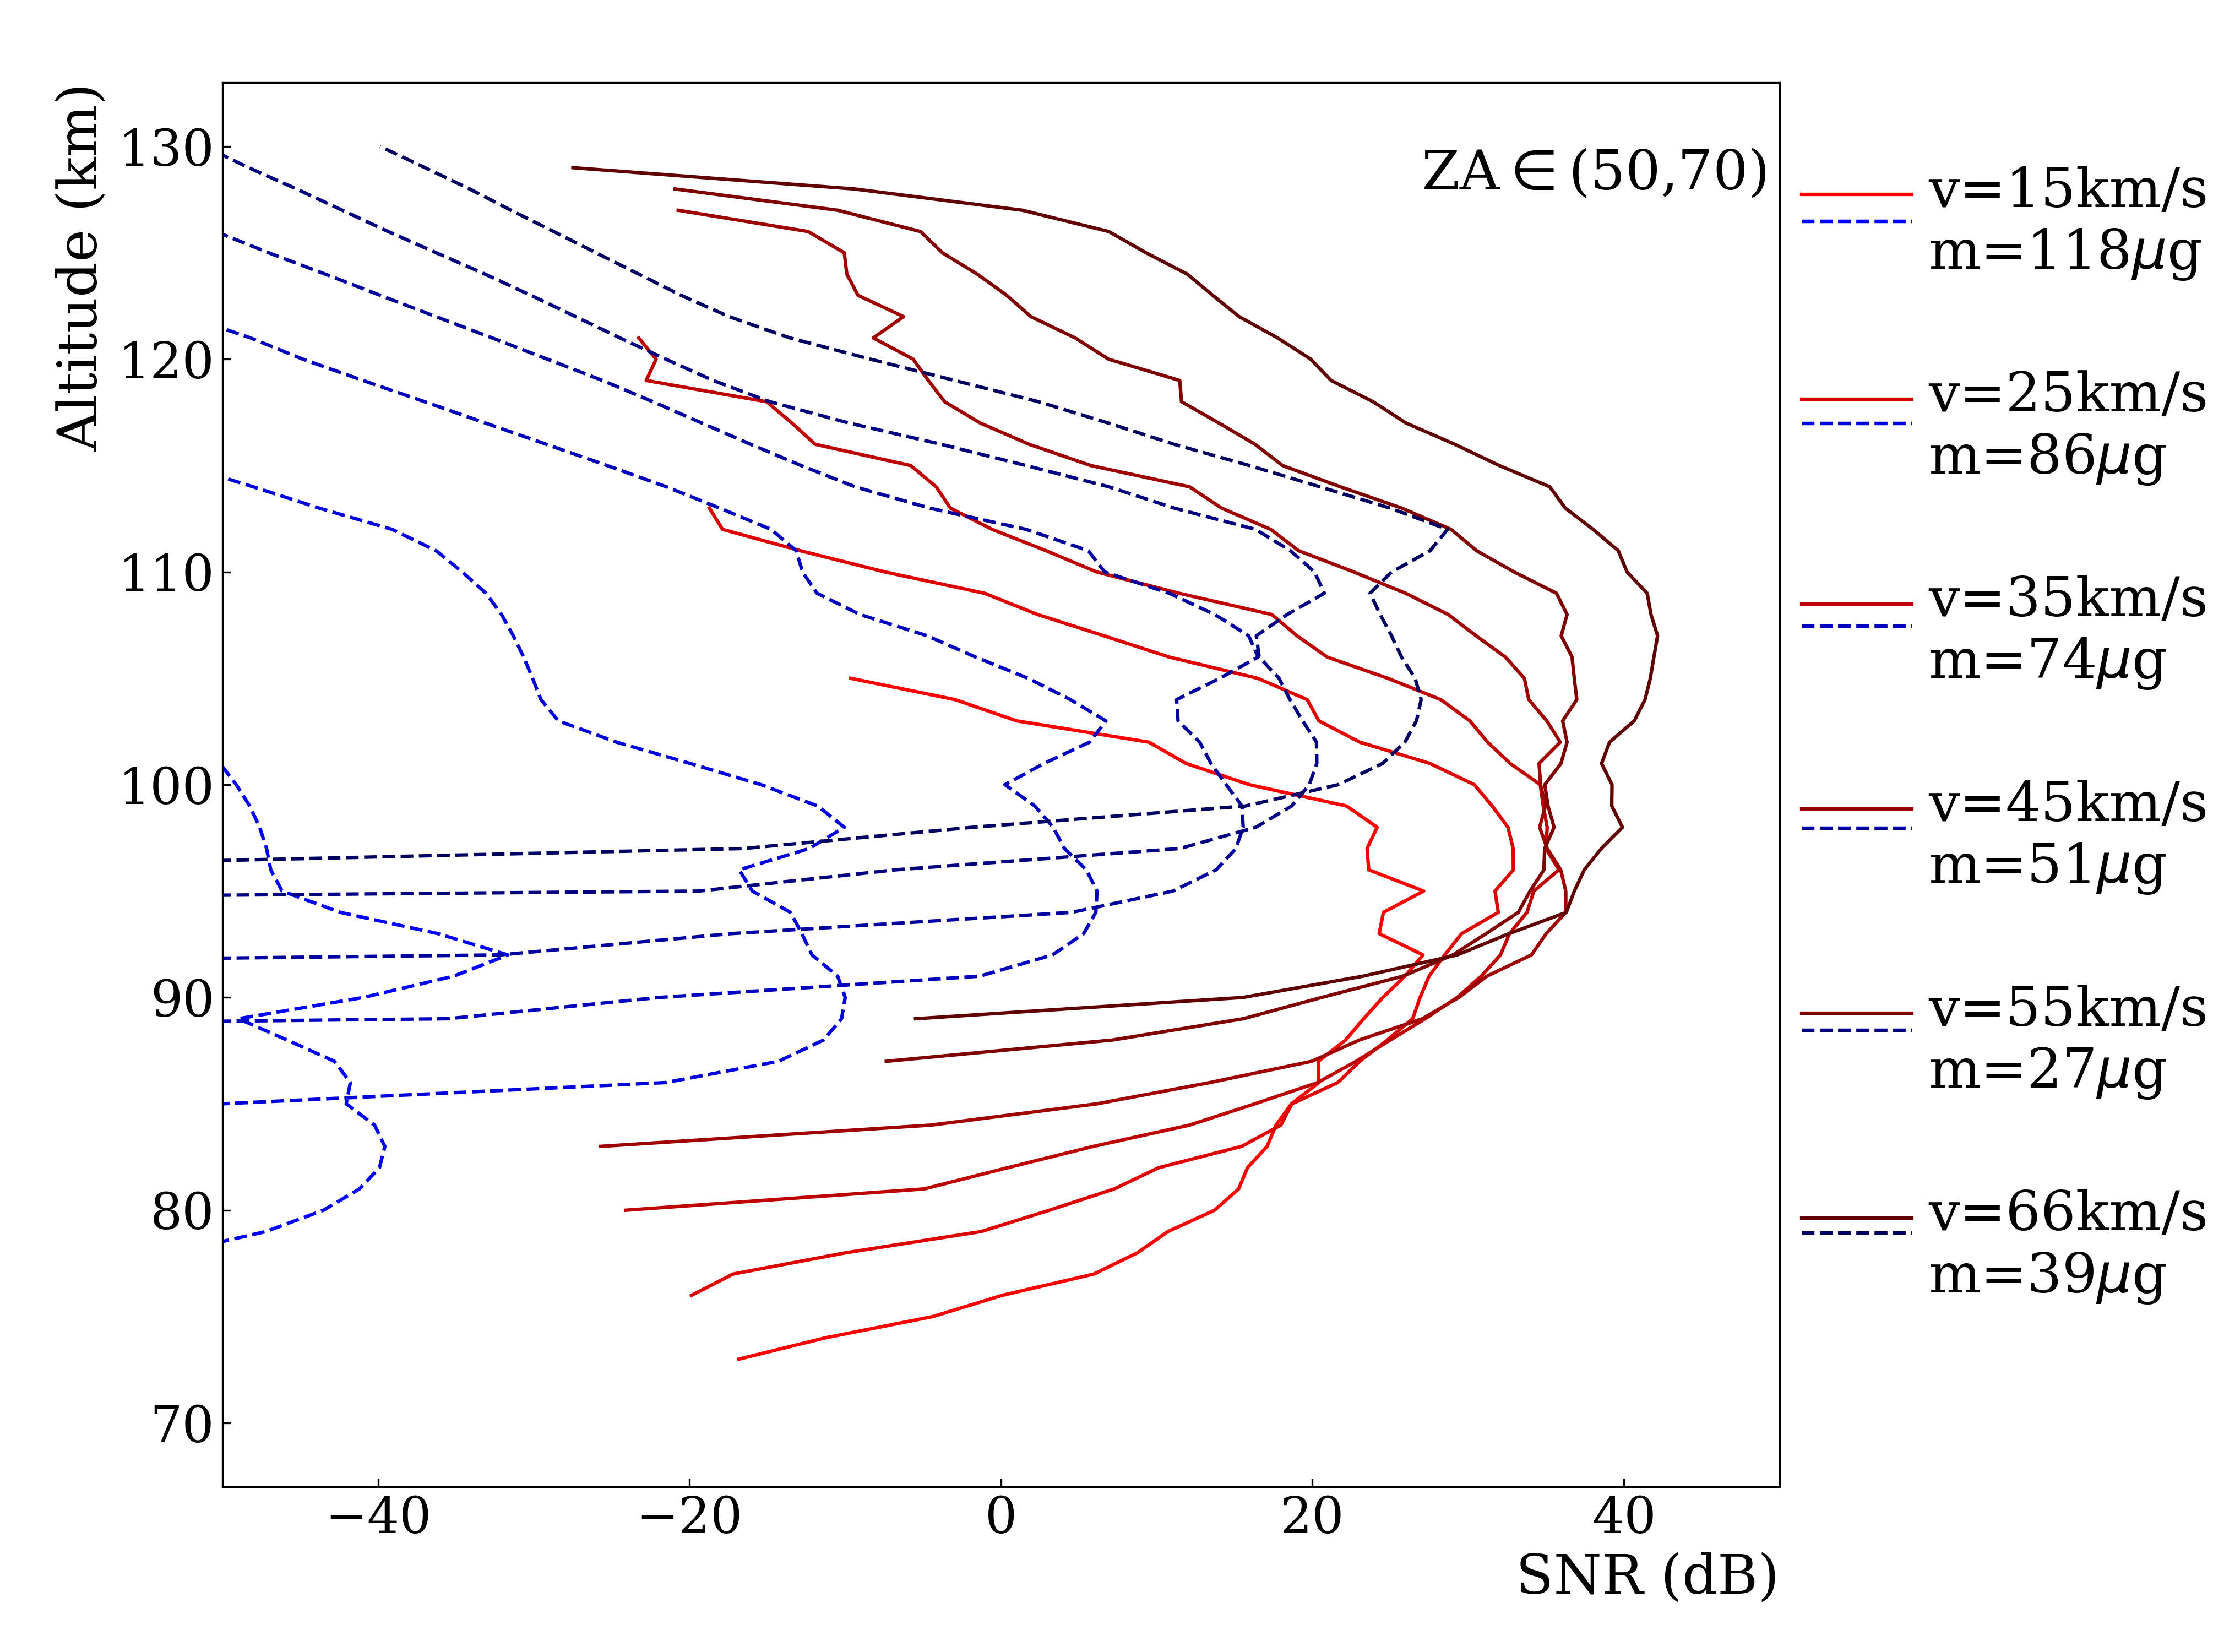 Altitude (km)
130
120
110
100
90
80
70
−40
−20
0
20
40
SNR (dB)
ZA∈(50,70)
v=15km/s
m=118μg
v=25km/s
m=86μg
v=35km/s
m=74μg
v=45km/s
m=51μg
v=55km/s
m=27μg
v=66km/s
m=39μg